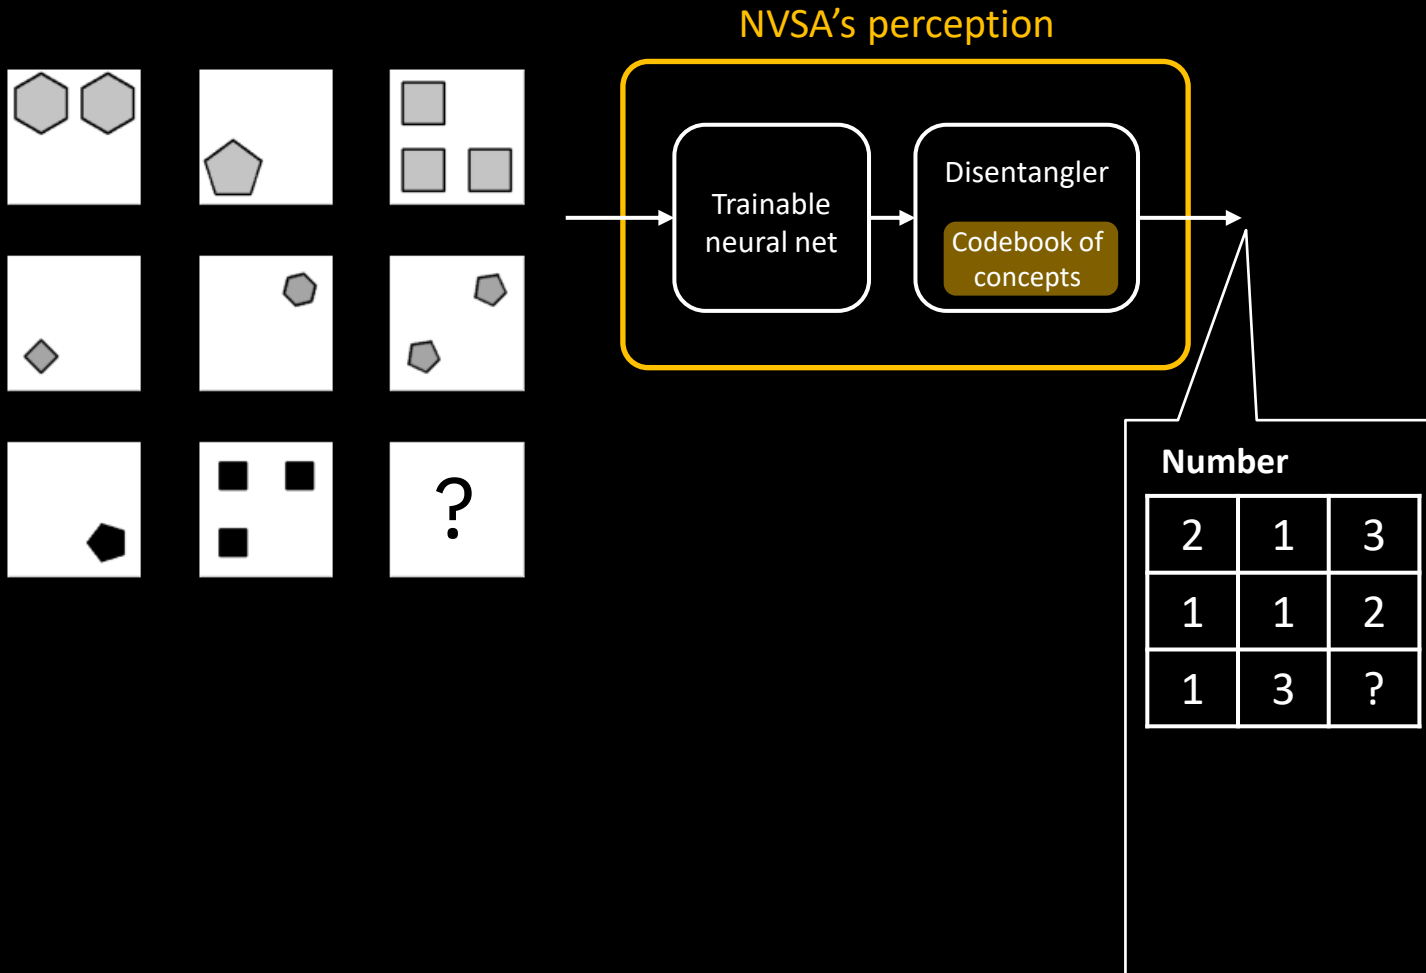 NVSA's perception
Trainable
neural net
Disentangler
Codebook of
concepts
?
Number
2 1 3
1 1 2
1 3 ?